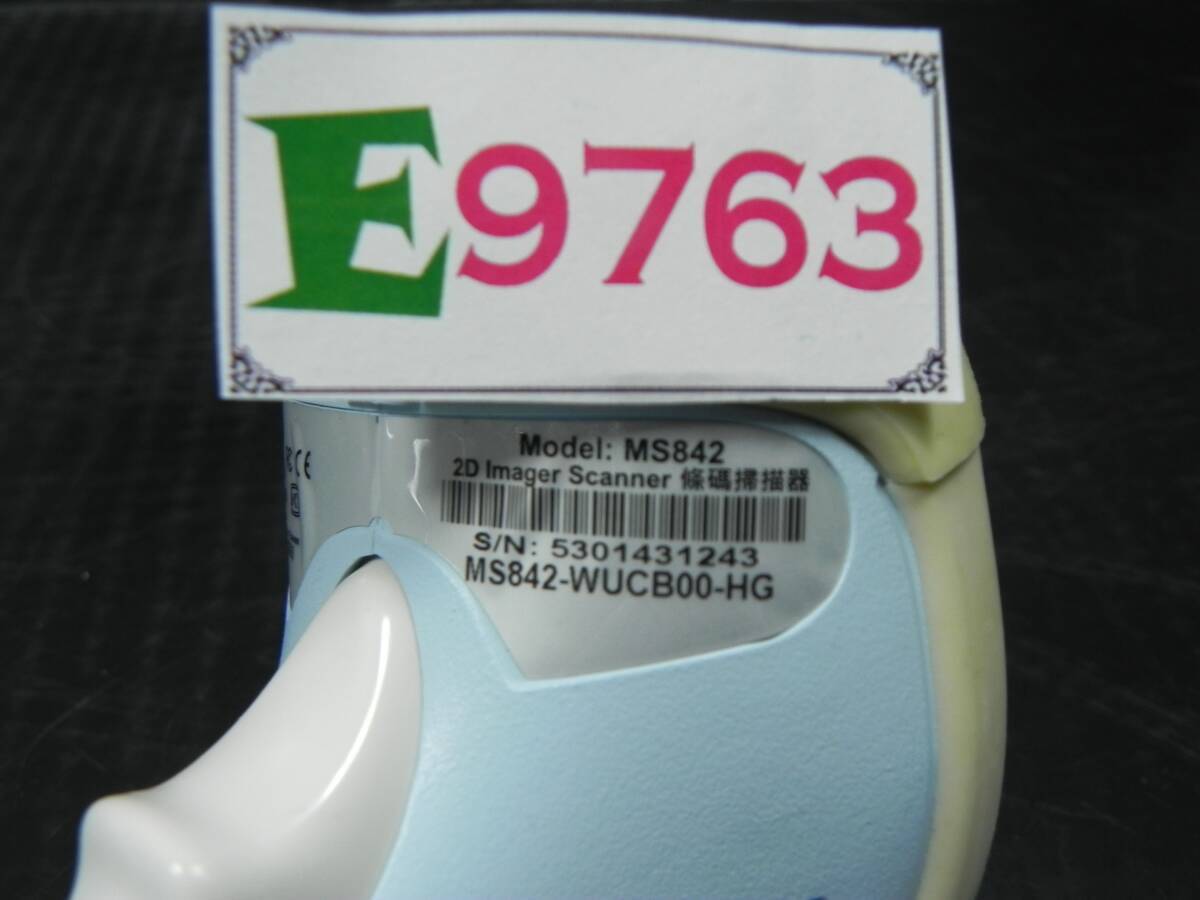 E9763
Model: MS842
2D Imager Scanner 條碼掃描器
S/N: 5301431243
MS842-WUCB00-HG